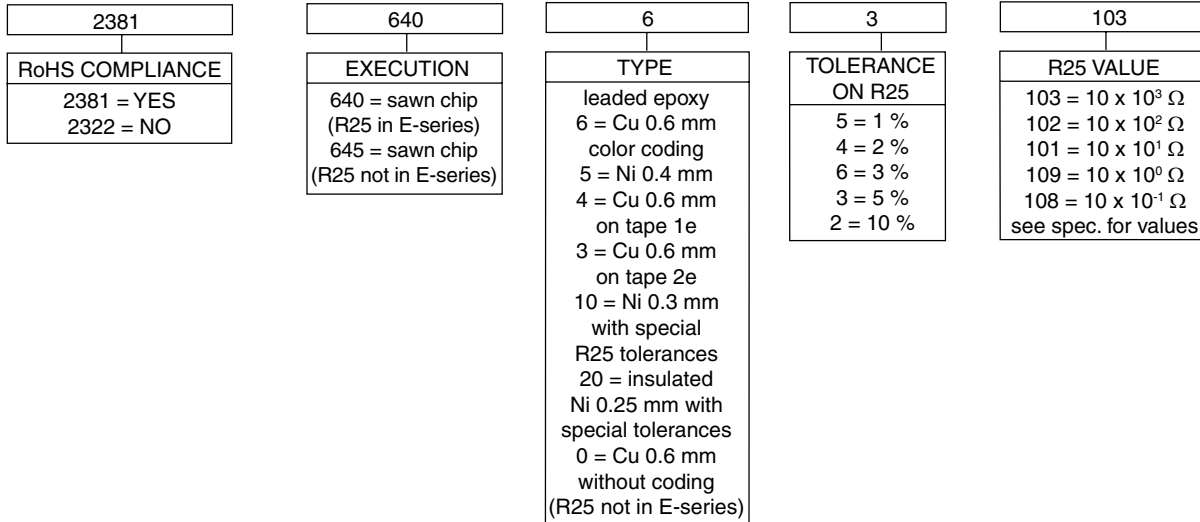 2381
RoHS COMPLIANCE
2381 = YES
2322 = NO
640
EXECUTION
640 = sawn chip
(R25 in E-series)
645 = sawn chip
(R25 not in E-series)
6
TYPE
leaded epoxy
6 = Cu 0.6 mm
color coding
5 = Ni 0.4 mm
4 = Cu 0.6 mm
on tape 1e
3 = Cu 0.6 mm
on tape 2e
10 = Ni 0.3 mm
with special
R25 tolerances
20 = insulated
Ni 0.25 mm with
special tolerances
0 = Cu 0.6 mm
without coding
(R25 not in E-series)
3
TOLERANCE
ON R25
5 = 1 %
4 = 2 %
6 = 3 %
3 = 5 %
2 = 10 %
103
R25 VALUE
103 = 10 x 10³ Ω
102 = 10 x 10² Ω
101 = 10 x 10¹ Ω
109 = 10 x 10⁰ Ω
108 = 10 x 10⁻¹ Ω
see spec. for values